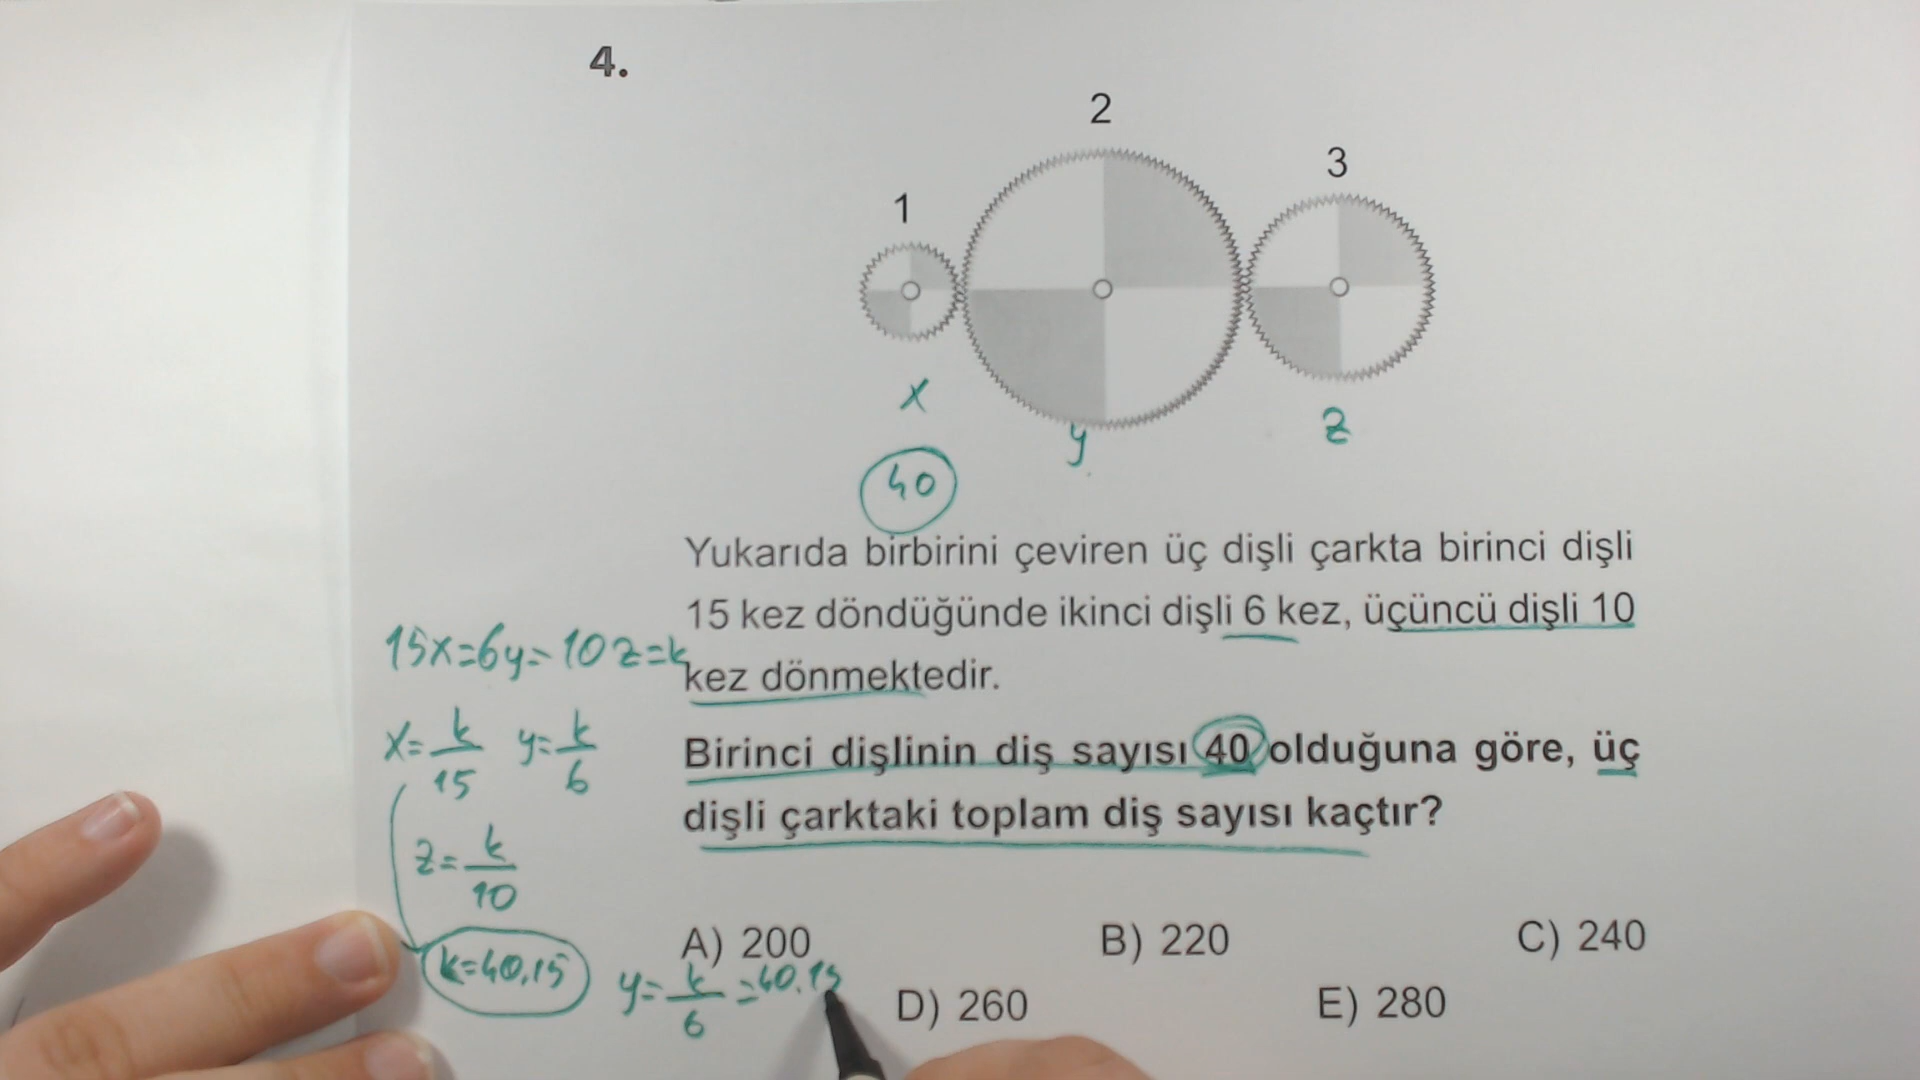 4.
1
2
3
x
y
z
40
Yukarıda birbirini çeviren üç dişli çarkta birinci dişli
15 kez döndüğünde ikinci dişli 6 kez, üçüncü dişli 10
kez dönmektedir.
Birinci dişlinin diş sayısı 40 olduğuna göre, üç
dişli çarktaki toplam diş sayısı kaçtır?
A) 200
B) 220
C) 240
D) 260
E) 280
15x=6y=10z=k
x=k/15 y=k/6
z=k/10
k=40.15
y=k/6=40.15